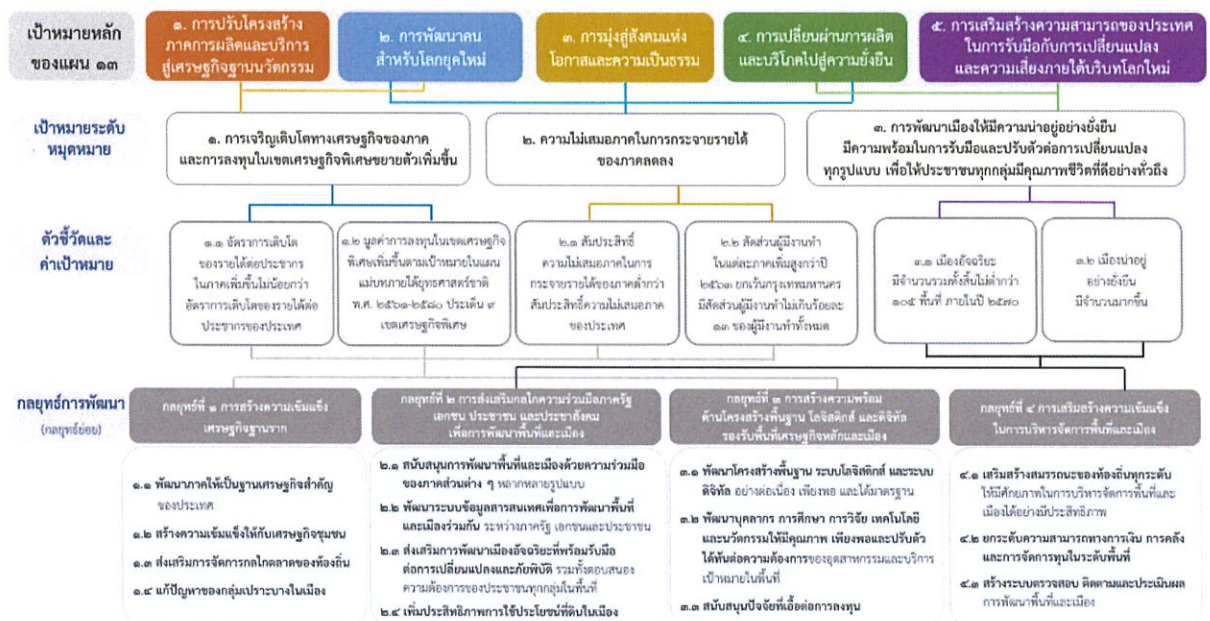 เป้าหมายหลัก
ของแผน ๑๓
๑. การปรับโครงสร้าง
ภาคการผลิตและบริการ
สู่เศรษฐกิจฐานนวัตกรรม
๒. การพัฒนาคน
สำหรับโลกยุคใหม่
๓. การมุ่งสู่สังคมแห่ง
โอกาสและความเป็นธรรม
๔. การเปลี่ยนผ่านการผลิต
และบริโภคไปสู่ความยั่งยืน
๕. การเสริมสร้างความสามารถของประเทศ
ในการรับมือกับการเปลี่ยนแปลง
และความเสี่ยงภายใต้บริบทโลกใหม่
เป้าหมายระดับ
หมุดหมาย
๑. การเจริญเติบโตทางเศรษฐกิจของภาค
และการลงทุนในเขตเศรษฐกิจพิเศษขยายตัวเพิ่มขึ้น
๒. ความไม่เสมอภาคในการกระจายรายได้
ของภาคลดลง
๓. การพัฒนาเมืองให้มีความน่าอยู่อย่างยั่งยืน
มีความพร้อมในการรับมือและปรับตัวต่อการเปลี่ยนแปลง
ทุกรูปแบบ เพื่อให้ประชาชนทุกกลุ่มมีคุณภาพชีวิตที่ดีอย่างทั่วถึง
ตัวชี้วัดและ
ค่าเป้าหมาย
๑.๑ อัตราการเติบโต
ของรายได้ต่อประชากร
ในภาคเพิ่มขึ้นไม่น้อยกว่า
อัตราการเติบโตของรายได้ต่อ
ประชากรของประเทศ
๑.๒ มูลค่าการลงทุนในเขตเศรษฐกิจ
พิเศษเพิ่มขึ้นตามเป้าหมายในแผน
แม่บทภายใต้ยุทธศาสตร์ชาติ
พ.ศ. ๒๕๖๑-๒๕๘๐ ประเด็น ๙
เขตเศรษฐกิจพิเศษ
๒.๑ สัมประสิทธิ์
ความไม่เสมอภาคในการ
กระจายรายได้ของภาคต่ำกว่า
สัมประสิทธิ์ความไม่เสมอภาค
ของประเทศ
๒.๒ สัดส่วนผู้มีงานทำ
ในแต่ละภาคเพิ่มสูงกว่าปี
๒๕๖๓ ยกเว้นกรุงเทพมหานคร
มีสัดส่วนผู้มีงานทำไม่เกินร้อยละ
๑๓ ของผู้มีงานทำทั้งหมด
๓.๑ เมืองอัจฉริยะ
มีจำนวนรวมทั้งสิ้นไม่ต่ำกว่า
๑๐๕ พื้นที่ ภายในปี ๒๕๗๐
๓.๒ เมืองน่าอยู่
อย่างยั่งยืน
มีจำนวนมากขึ้น
กลยุทธ์การพัฒนา
(กลยุทธ์ย่อย)
กลยุทธ์ที่ ๑ การสร้างความเข้มแข็ง
เศรษฐกิจฐานราก
๑.๑ พัฒนาภาคให้เป็นฐานเศรษฐกิจสำคัญ
ของประเทศ
๑.๒ สร้างความเข้มแข็งให้กับเศรษฐกิจชุมชน
๑.๓ ส่งเสริมการจัดการกลไกตลาดของท้องถิ่น
๑.๔ แก้ปัญหาของกลุ่มเปราะบางในเมือง
กลยุทธ์ที่ ๒ การส่งเสริมกลไกความร่วมมือภาครัฐ
เอกชน ประชาชน และประชาสังคม
เพื่อการพัฒนาพื้นที่และเมือง
๒.๑ สนับสนุนการพัฒนาพื้นที่และเมืองด้วยความร่วมมือ
ของภาคส่วนต่าง ๆ หลากหลายรูปแบบ
๒.๒ พัฒนาระบบข้อมูลสารสนเทศเพื่อการพัฒนาพื้นที่
และเมืองร่วมกัน ระหว่างภาครัฐ เอกชนและประชาชน
๒.๓ ส่งเสริมการพัฒนาเมืองอัจฉริยะที่พร้อมรับมือ
ต่อการเปลี่ยนแปลงและภัยพิบัติ รวมทั้งตอบสนอง
ความต้องการของประชาชนทุกกลุ่มในพื้นที่
๒.๔ เพิ่มประสิทธิภาพการใช้ประโยชน์ที่ดินในเมือง
กลยุทธ์ที่ ๓ การสร้างความพร้อม
ด้านโครงสร้างพื้นฐาน โลจิสติกส์ และดิจิทัล
รองรับพื้นที่เศรษฐกิจหลักและเมือง
๓.๑ พัฒนาโครงสร้างพื้นฐาน ระบบโลจิสติกส์ และระบบ
ดิจิทัล อย่างต่อเนื่อง เพียงพอ และได้มาตรฐาน
๓.๒ พัฒนาบุคลากร การศึกษา การวิจัย เทคโนโลยี
และนวัตกรรมให้มีคุณภาพ เพียงพอและปรับตัว
ได้ทันต่อความต้องการของอุตสาหกรรมและบริการ
เป้าหมายในพื้นที่
๓.๓ สนับสนุนปัจจัยที่เอื้อต่อการลงทุน
กลยุทธ์ที่ ๔ การเสริมสร้างความเข้มแข็ง
ในการบริหารจัดการพื้นที่และเมือง
๔.๑ เสริมสร้างสมรรถนะของท้องถิ่นทุกระดับ
ให้มีศักยภาพในการบริหารจัดการพื้นที่และ
เมืองได้อย่างมีประสิทธิภาพ
๔.๒ ยกระดับความสามารถทางการเงิน การคลัง
และการจัดการทุนในระดับพื้นที่
๔.๓ สร้างระบบตรวจสอบ ติดตามและประเมินผล
การพัฒนาพื้นที่และเมือง